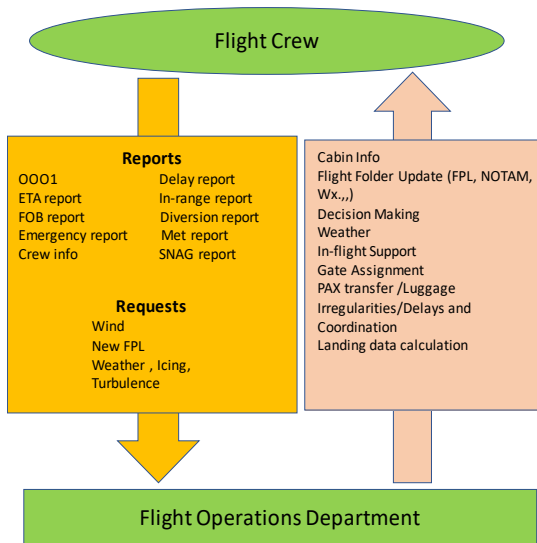 Flight Crew
Reports
OOO1
ETA report
FOB report
Emergency report
Crew info
Delay report
In-range report
Diversion report
Met report
SNAG report
Requests
Wind
New FPL
Weather , Icing,
Turbulence
Cabin Info
Flight Folder Update (FPL, NOTAM,
Wx.,,)
Decision Making
Weather
In-flight Support
Gate Assignment
PAX transfer /Luggage
Irregularities/Delays and
Coordination
Landing data calculation
Flight Operations Department